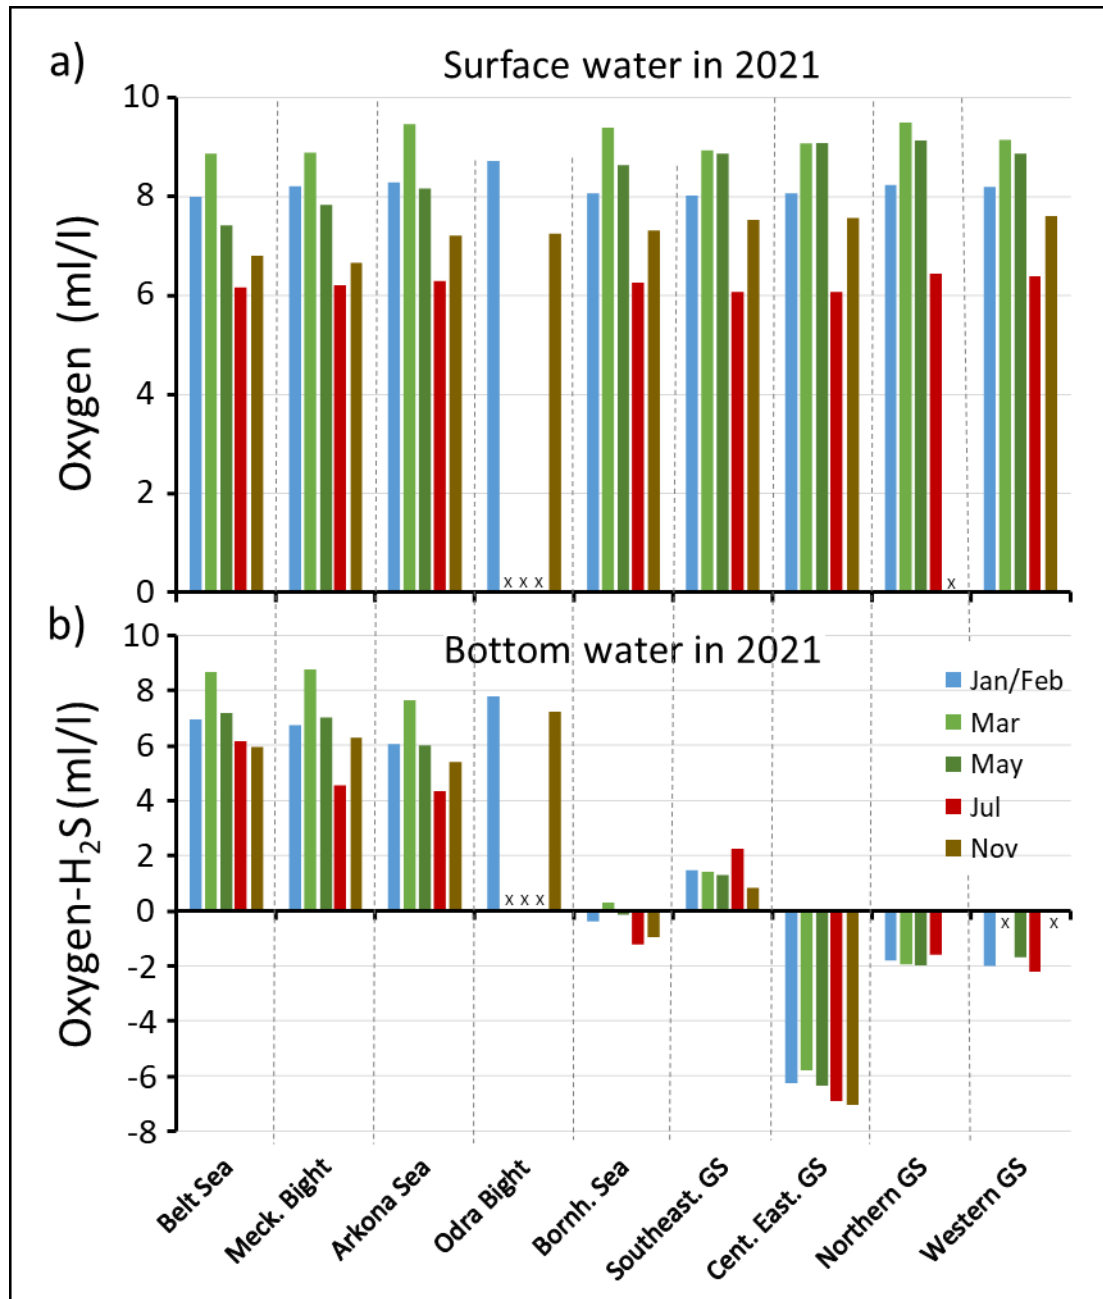 a)
Surface water in 2021
Oxygen (ml/l)
10
8
6
4
2
0
x x x
x
b)
Bottom water in 2021
Oxygen-H₂S (ml/l)
10
8
6
4
2
0
-2
-4
-6
-8
x x x
x
x
Jan/Feb
Mar
May
Jul
Nov
Belt Sea
Meck. Bight
Arkona Sea
Odra Bight
Bornh. Sea
Southeast. GS
Cent. East. GS
Northern GS
Western GS